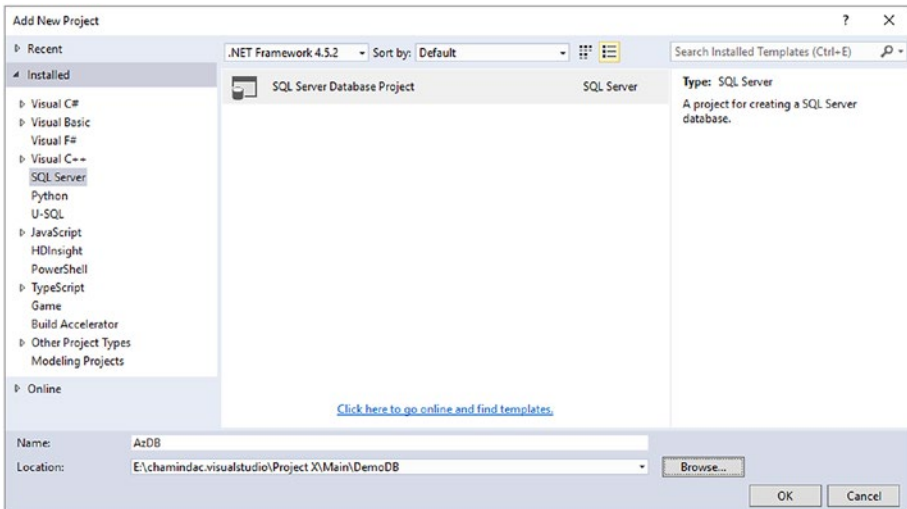 Add New Project
? ×
Recent
.NET Framework 4.5.2
Sort by: Default
Search Installed Templates (Ctrl+E)
Installed
Visual C#
Visual Basic
Visual F#
Visual C++
SQL Server
Python
U-SQL
JavaScript
HDInsight
PowerShell
TypeScript
Game
Build Accelerator
Other Project Types
Modeling Projects
Online
SQL Server Database Project SQL Server
Type: SQL Server
A project for creating a SQL Server
database.
Click here to go online and find templates.
Name: AzDB
Location: E:\chamindac.visualstudio\Project X\Main\DemoDB
Browse...
OK Cancel